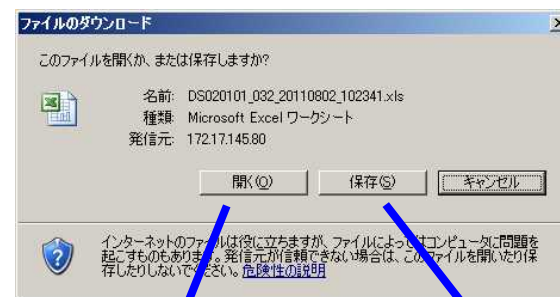 ファイルのダウンロード
このファイルを開くか、または保存しますか?
名前: DS020101_032_20110802_102341.xls
種類: Microsoft Excel ワークシート
発信元: 172.17.145.80
開く(O) 保存(S) キャンセル
インターネットのファイルは役に立ちますが、ファイルによってはコンピュータに問題を
起こすものもあります。発信元が信頼できない場合は、このファイルを開いたり保
存したりしないでください。危険性の説明